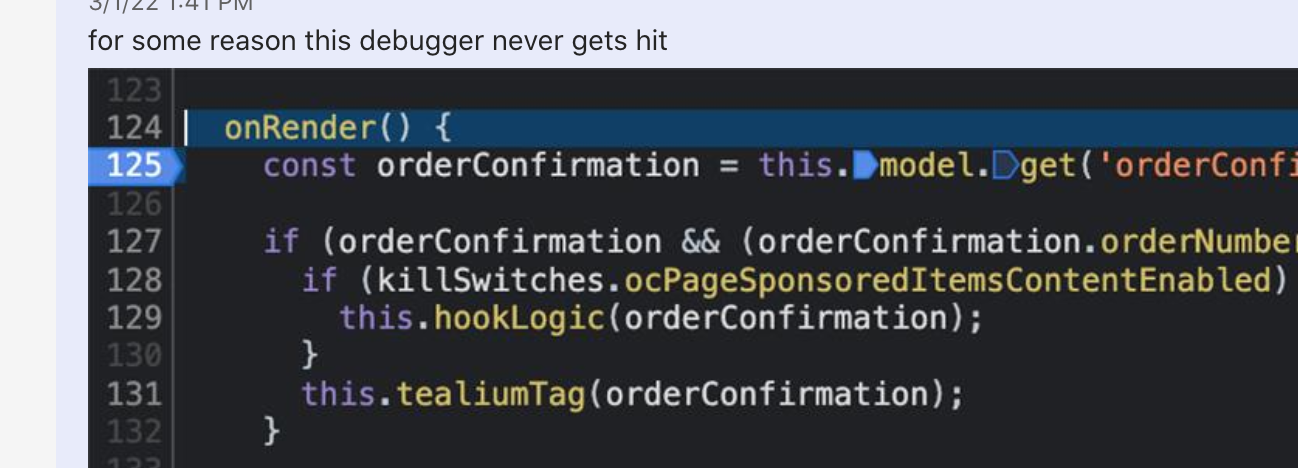 3/1/22 1:41 PM
for some reason this debugger never gets hit
123
124 onRender() {
125 const orderConfirmation = this.model.get('orderConfi
126
127 if (orderConfirmation && (orderConfirmation.orderNumber
128 if (killSwitches.ocPageSponsoredItemsContentEnabled)
129 this.hookLogic(orderConfirmation);
130 }
131 this.tealiumTag(orderConfirmation);
132 }
133